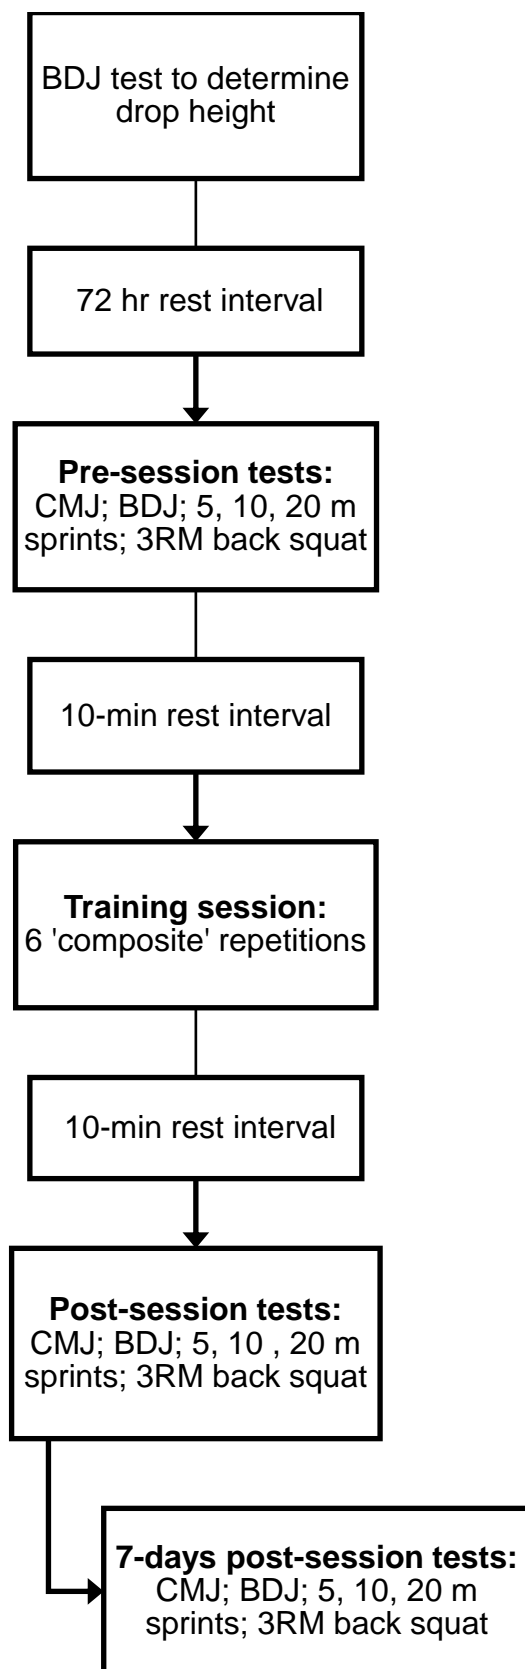 BDJ test to determine
drop height
72 hr rest interval
Pre-session tests:
CMJ; BDJ; 5, 10, 20 m
sprints; 3RM back squat
10-min rest interval
Training session:
6 'composite' repetitions
10-min rest interval
Post-session tests:
CMJ; BDJ; 5, 10 , 20 m
sprints; 3RM back squat
7-days post-session tests:
CMJ; BDJ; 5, 10, 20 m
sprints; 3RM back squat